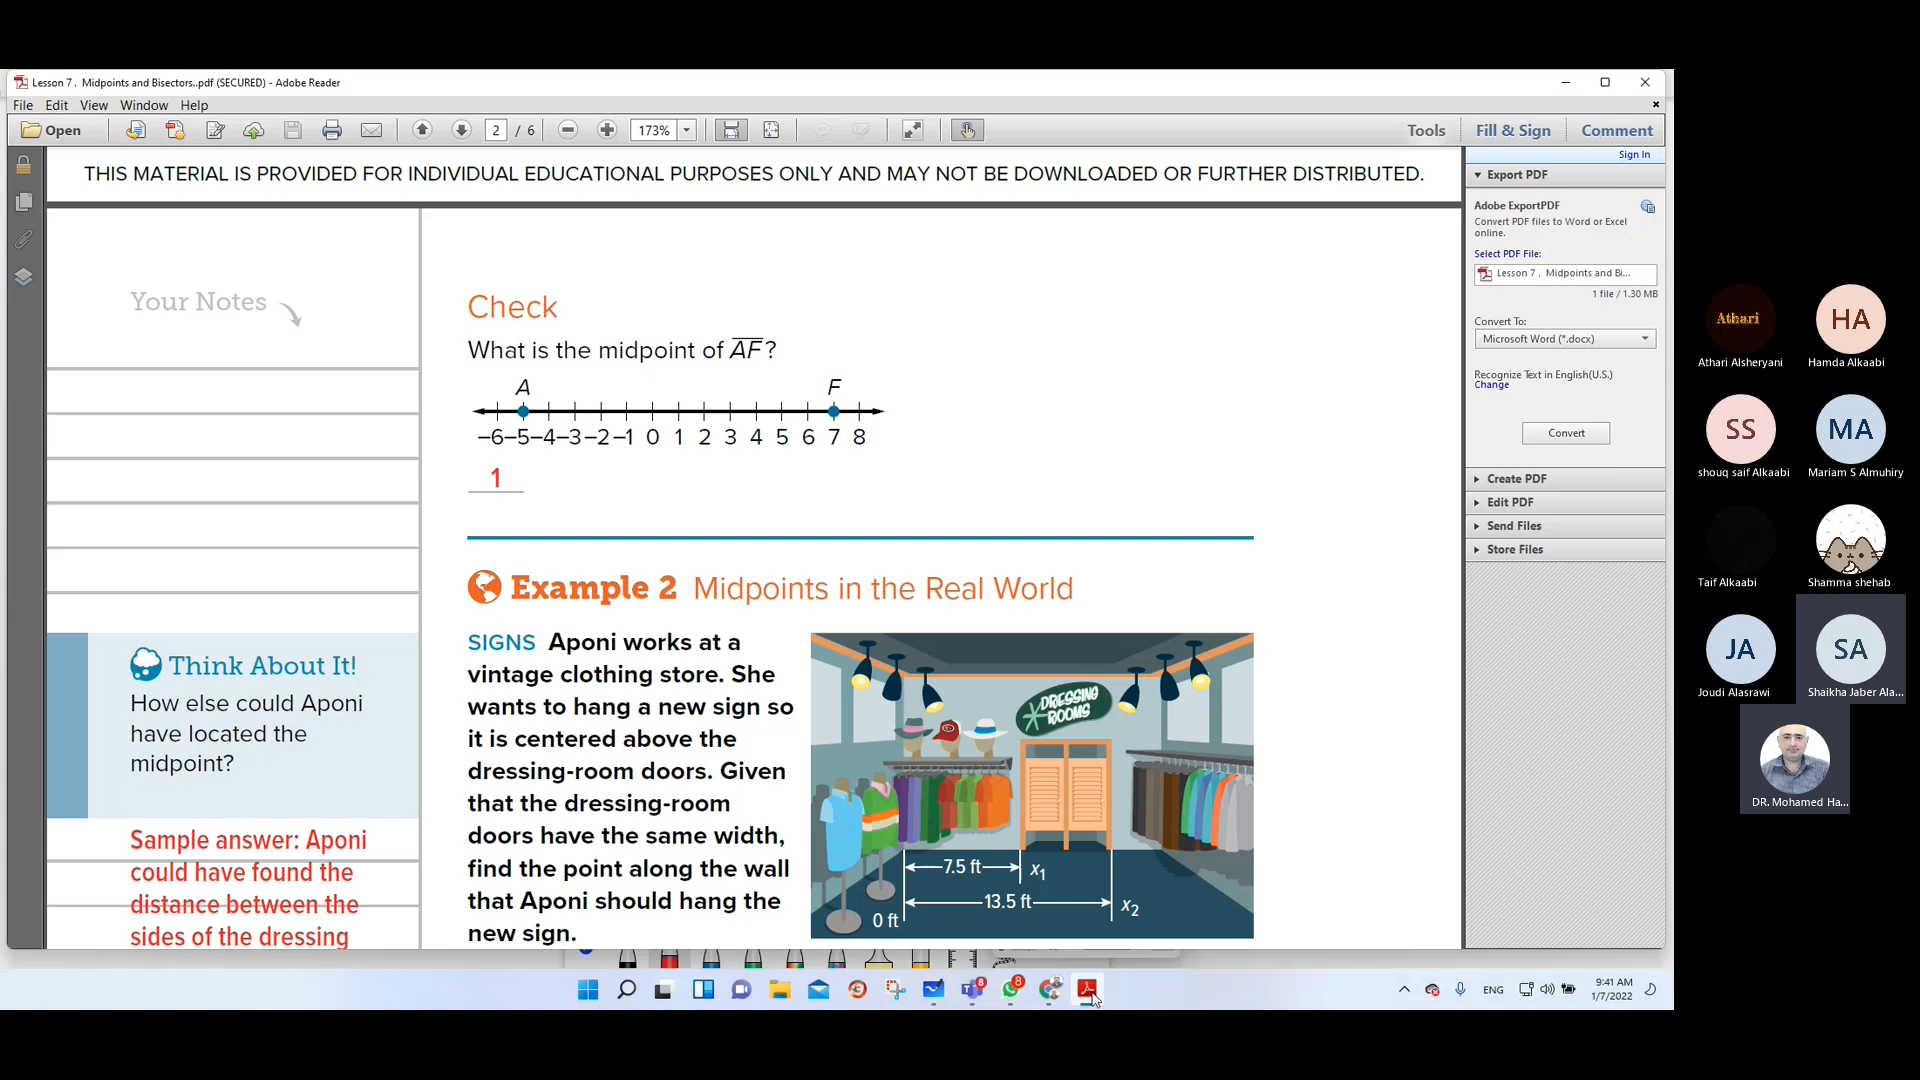 Lesson 7 .  Midpoints and Bisectors..pdf (SECURED) - Adobe Reader
File Edit View Window Help
Open 2 / 6 173% Tools Fill & Sign Comment
Sign In
THIS MATERIAL IS PROVIDED FOR INDIVIDUAL EDUCATIONAL PURPOSES ONLY AND MAY NOT BE DOWNLOADED OR FURTHER DISTRIBUTED.
Your Notes
Think About It!
How else could Aponi
have located the
midpoint?
Sample answer: Aponi
could have found the
distance between the
sides of the dressing
Check
What is the midpoint of AF?
A F
–6 –5 –4 –3 –2 –1 0 1 2 3 4 5 6 7 8
1
Example 2 Midpoints in the Real World
SIGNS Aponi works at a
vintage clothing store. She
wants to hang a new sign so
it is centered above the
dressing-room doors. Given
that the dressing-room
doors have the same width,
find the point along the wall
that Aponi should hang the
new sign.
DRESSING
ROOMS
7.5 ft x1
13.5 ft x2
0 ft
Export PDF
Adobe ExportPDF
Convert PDF files to Word or Excel
online.
Select PDF File:
Lesson 7 .  Midpoints and Bi...
1 file / 1.30 MB
Convert To:
Microsoft Word (*.docx)
Recognize Text in English(U.S.)
Change
Convert
Create PDF
Edit PDF
Send Files
Store Files
Athari HA
Athari Alsheryani Hamda Alkaabi
SS MA
shouq saif Alkaabi Mariam S Almuhiry
Taif Alkaabi Shamma shehab
JA SA
Joudi Alasrawi Shaikha Jaber Ala...
DR. Mohamed Ha...
8 8
ENG
9:41 AM
1/7/2022